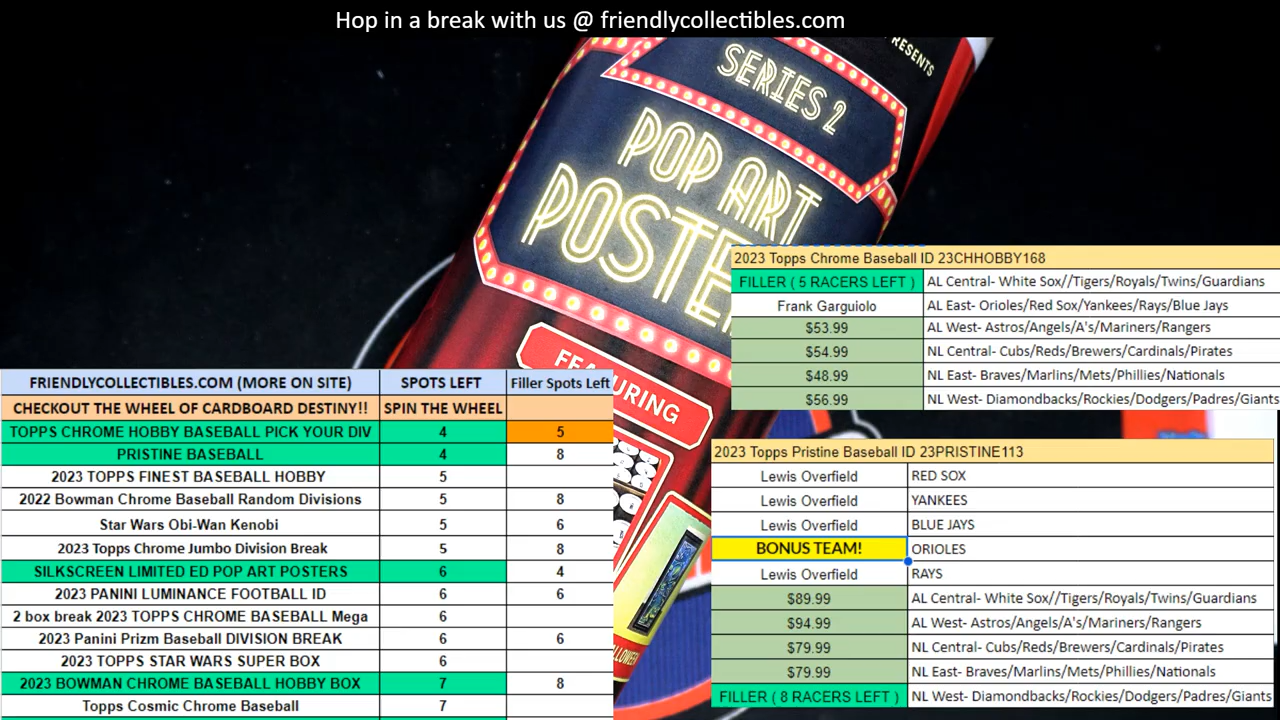 Hop in a break with us @ friendlycollectibles.com
RESENTS
SERIES 2
POP ART
POSTE
FEATURING
2023 Topps Chrome Baseball ID 23CHHOBBY168
FILLER ( 5 RACERS LEFT ) AL Central- White Sox//Tigers/Royals/Twins/Guardians
Frank Garguiolo AL East- Orioles/Red Sox/Yankees/Rays/Blue Jays
$53.99 AL West- Astros/Angels/A's/Mariners/Rangers
$54.99 NL Central- Cubs/Reds/Brewers/Cardinals/Pirates
$48.99 NL East- Braves/Marlins/Mets/Phillies/Nationals
$56.99 NL West- Diamondbacks/Rockies/Dodgers/Padres/Giants
FRIENDLYCOLLECTIBLES.COM (MORE ON SITE) SPOTS LEFT Filler Spots Left
CHECKOUT THE WHEEL OF CARDBOARD DESTINY!! SPIN THE WHEEL
TOPPS CHROME HOBBY BASEBALL PICK YOUR DIV 4 5
PRISTINE BASEBALL 4 8
2023 TOPPS FINEST BASEBALL HOBBY 5
2022 Bowman Chrome Baseball Random Divisions 5 8
Star Wars Obi-Wan Kenobi 5 6
2023 Topps Chrome Jumbo Division Break 5 8
SILKSCREEN LIMITED ED POP ART POSTERS 6 4
2023 PANINI LUMINANCE FOOTBALL ID 6 6
2 box break 2023 TOPPS CHROME BASEBALL Mega 6
2023 Panini Prizm Baseball DIVISION BREAK 6 6
2023 TOPPS STAR WARS SUPER BOX 6
2023 BOWMAN CHROME BASEBALL HOBBY BOX 7 8
Topps Cosmic Chrome Baseball 7
2023 Topps Pristine Baseball ID 23PRISTINE113
Lewis Overfield RED SOX
Lewis Overfield YANKEES
Lewis Overfield BLUE JAYS
BONUS TEAM! ORIOLES
Lewis Overfield RAYS
$89.99 AL Central- White Sox//Tigers/Royals/Twins/Guardians
$94.99 AL West- Astros/Angels/A's/Mariners/Rangers
$79.99 NL Central- Cubs/Reds/Brewers/Cardinals/Pirates
$79.99 NL East- Braves/Marlins/Mets/Phillies/Nationals
FILLER ( 8 RACERS LEFT ) NL West- Diamondbacks/Rockies/Dodgers/Padres/Giants